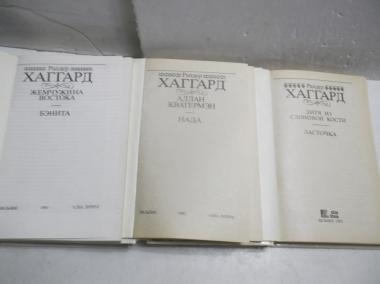 Райдер
ХАГГАРД
ЖЕМЧУЖИНА
ВОСТОКА
БЭНИТА
Райдер
ХАГГАРД
АЛЛАН
КВАТЕРМЭН
НАДА
Райдер
ХАГГАРД
ДИТЯ ИЗ
СЛОНОВОЙ КОСТИ
ЛАСТОЧКА